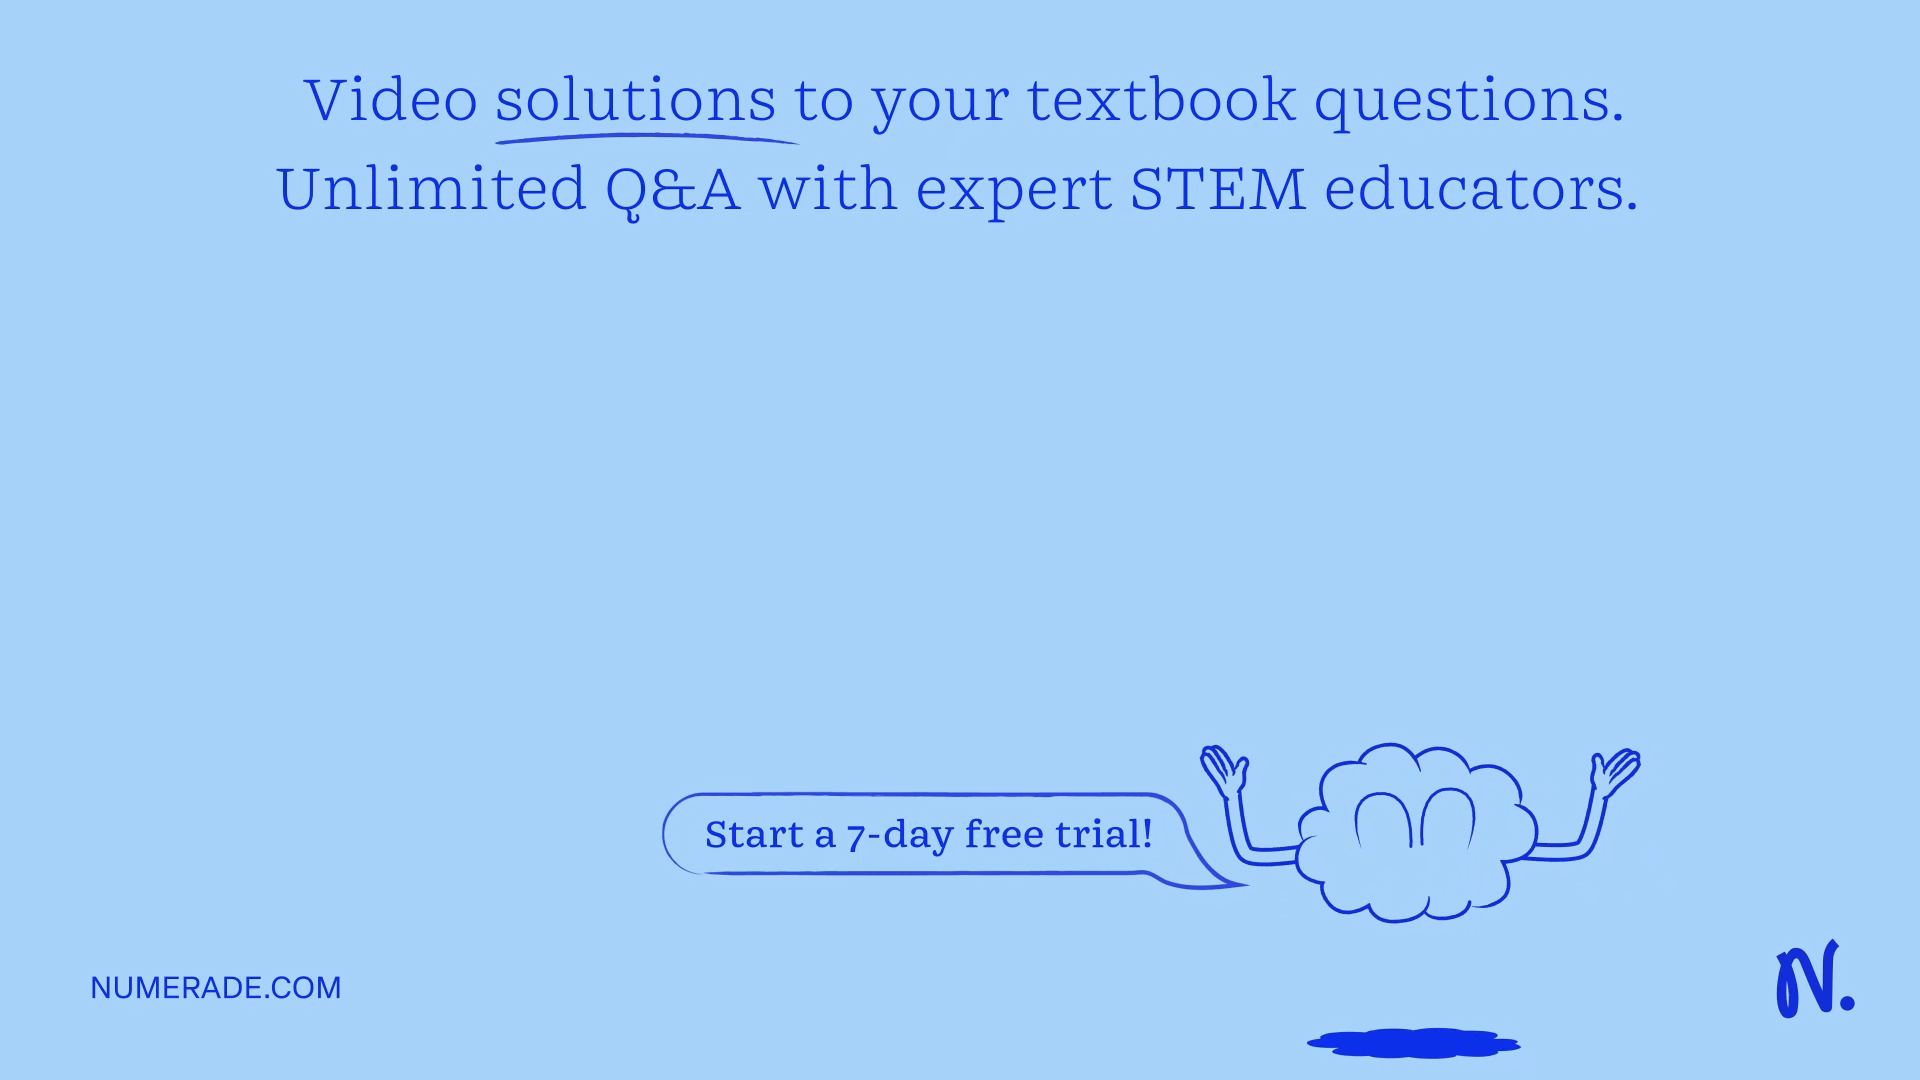 Video solutions to your textbook questions.
Unlimited Q&A with expert STEM educators.
Start a 7-day free trial!
NUMERADE.COM
N.